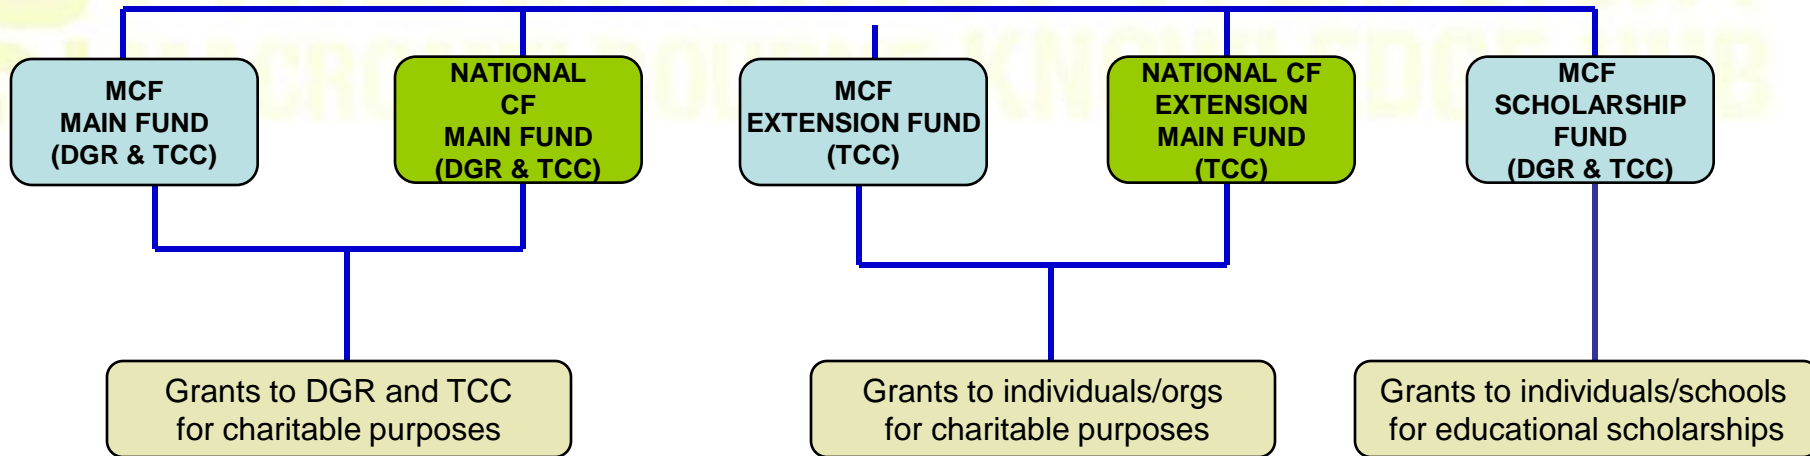 KNOWLEDGE HUB
MCF
MAIN FUND
(DGR & TCC)
NATIONAL
CF
MAIN FUND
(DGR & TCC)
MCF
EXTENSION FUND
(TCC)
NATIONAL CF
EXTENSION
MAIN FUND
(TCC)
MCF
SCHOLARSHIP
FUND
(DGR & TCC)
Grants to DGR and TCC
for charitable purposes
Grants to individuals/orgs
for charitable purposes
Grants to individuals/schools
for educational scholarships